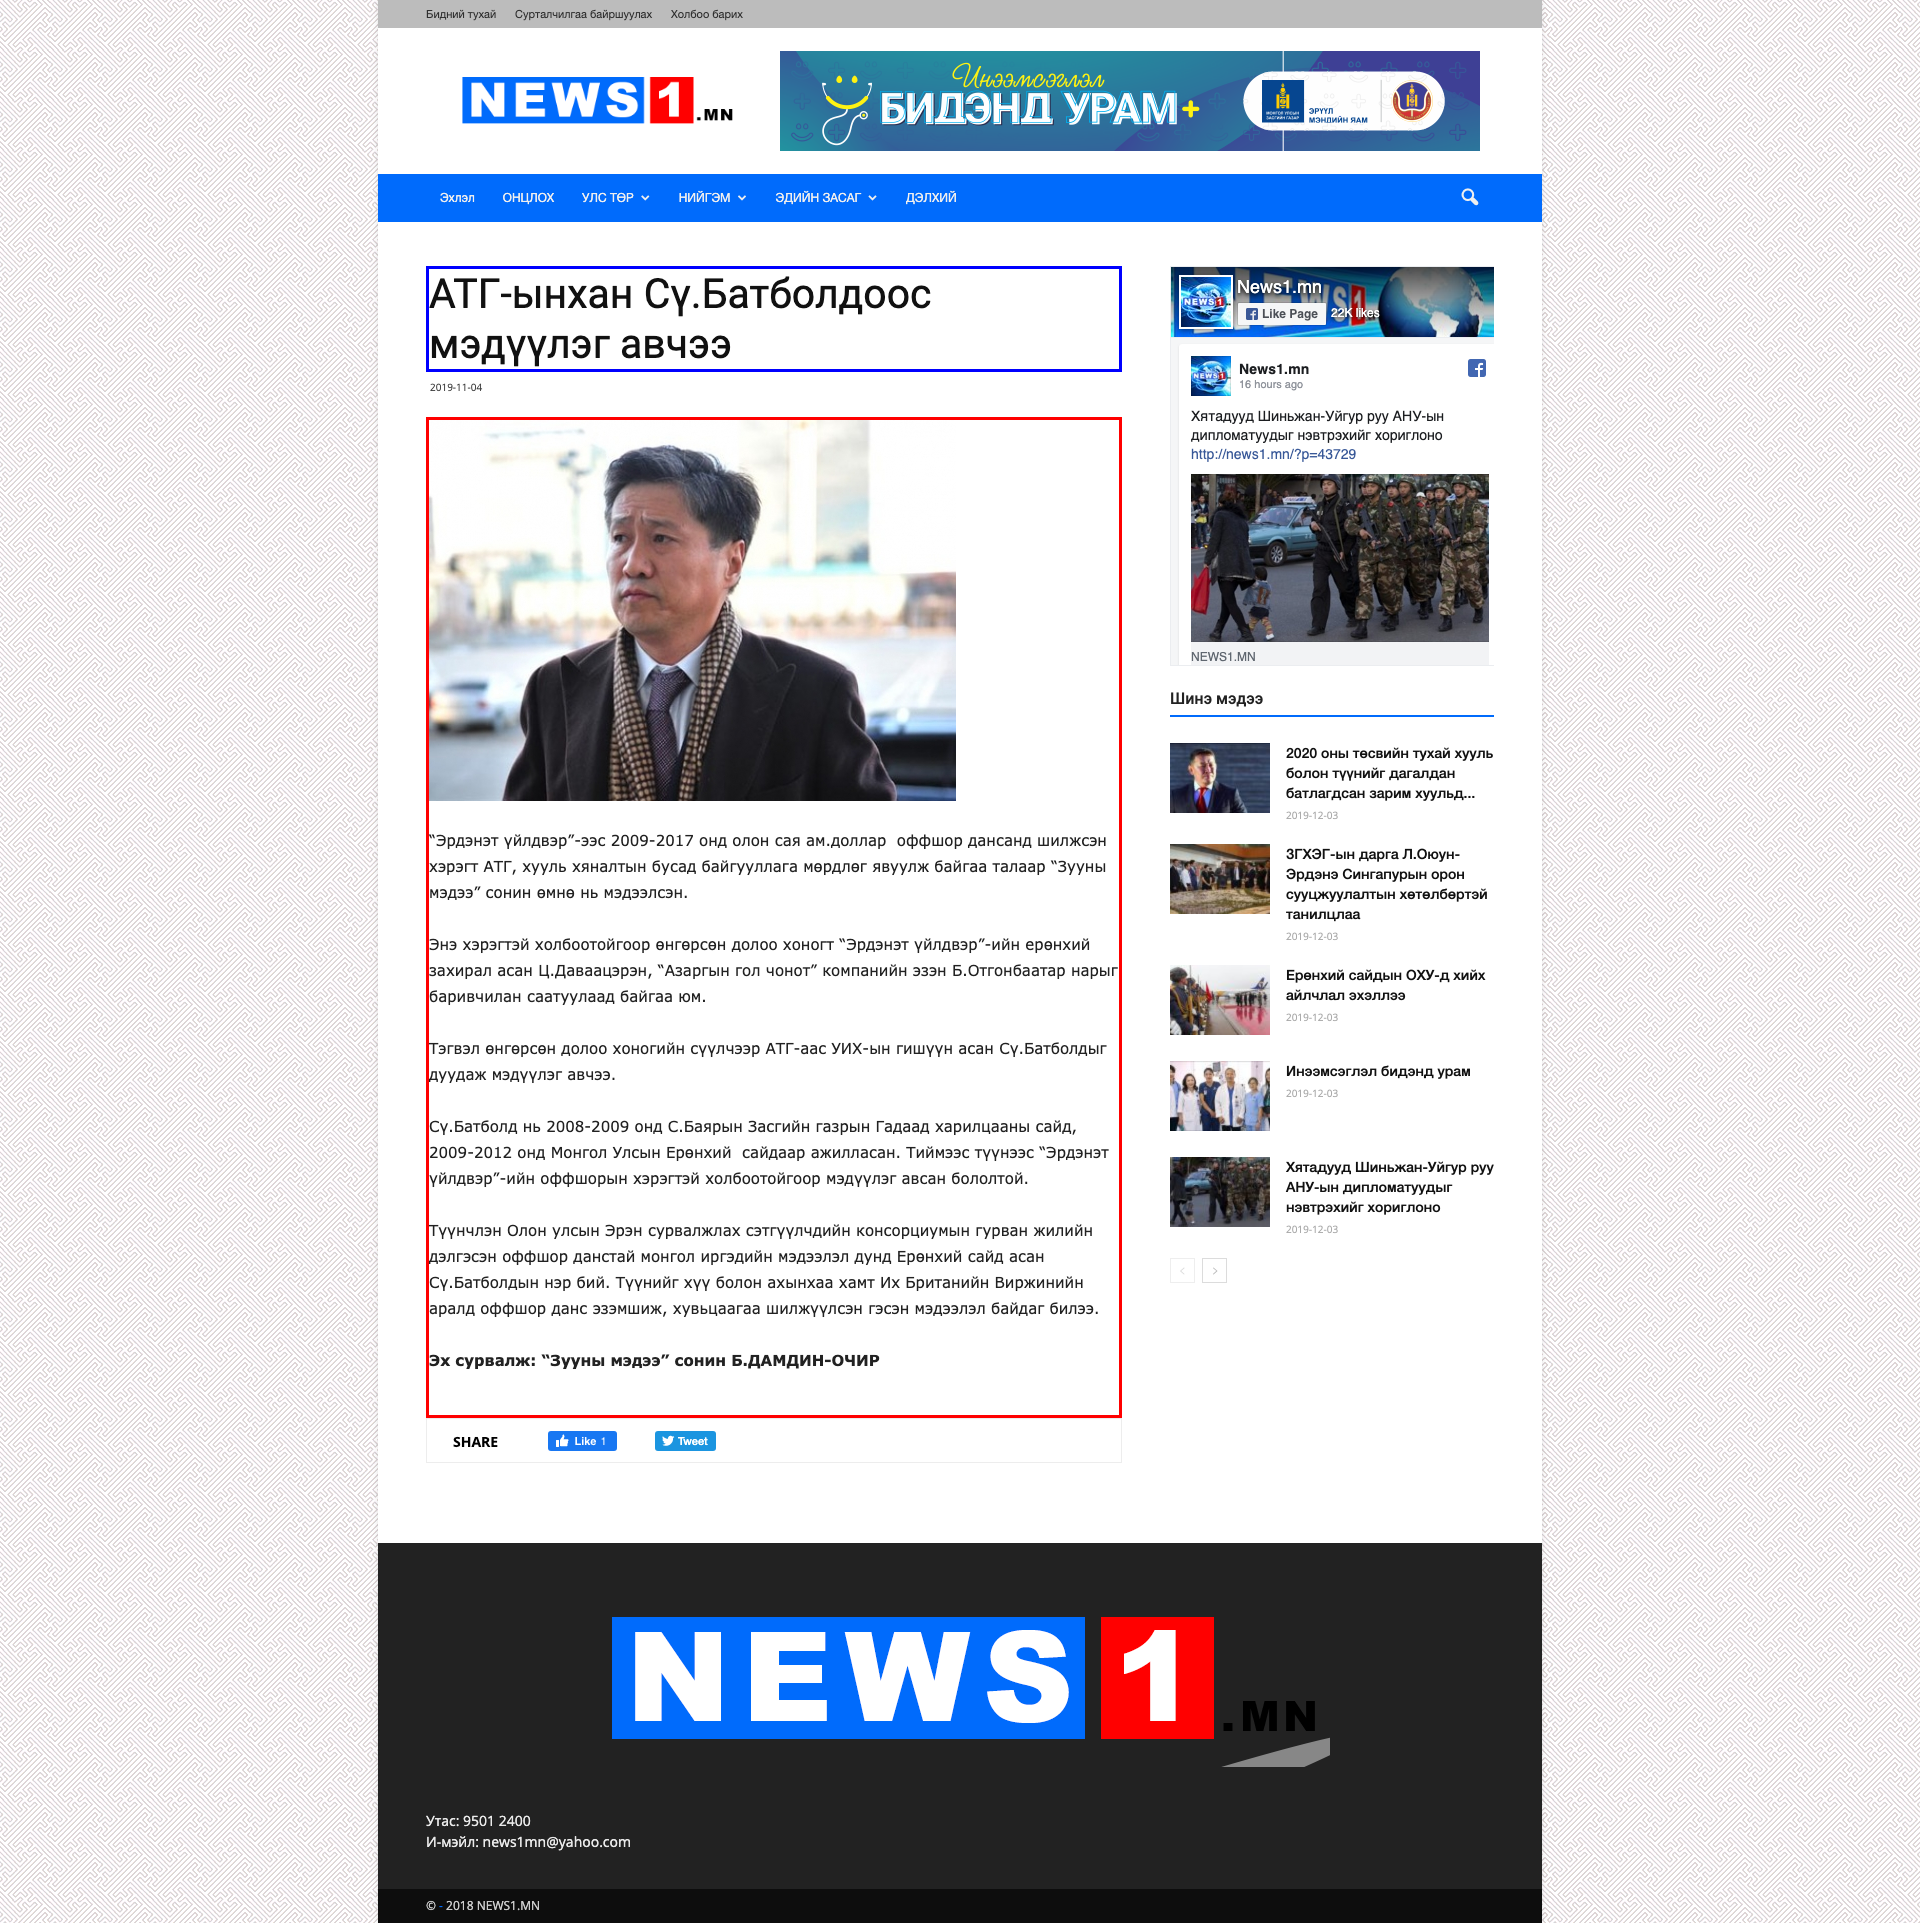 Бидний тухай Сурталчилгаа байршуулах Холбоо барих
NEWS 1 .MN
Инээмсэглэл
БИДЭНД УРАМ+
МОНГОЛ УЛСЫН
ЗАСГИЙН ГАЗАР
ЭРҮҮЛ
МЭНДИЙН ЯАМ
Эхлэл ОНЦЛОХ УЛС ТӨР НИЙГЭМ ЭДИЙН ЗАСАГ ДЭЛХИЙ
АТГ-ынхан Сү.Батболдоос
мэдүүлэг авчээ
2019-11-04
“Эрдэнэт үйлдвэр”-ээс 2009-2017 онд олон сая ам.доллар оффшор дансанд шилжсэн
хэрэгт АТГ, хууль хяналтын бусад байгууллага мөрдлөг явуулж байгаа талаар “Зууны
мэдээ” сонин өмнө нь мэдээлсэн.
Энэ хэрэгтэй холбоотойгоор өнгөрсөн долоо хоногт “Эрдэнэт үйлдвэр”-ийн ерөнхий
захирал асан Ц.Даваацэрэн, “Азаргын гол чонот” компанийн эзэн Б.Отгонбаатар нарыг
баривчилан саатуулаад байгаа юм.
Тэгвэл өнгөрсөн долоо хоногийн сүүлчээр АТГ-аас УИХ-ын гишүүн асан Сү.Батболдыг
дуудаж мэдүүлэг авчээ.
Сү.Батболд нь 2008-2009 онд С.Баярын Засгийн газрын Гадаад харилцааны сайд,
2009-2012 онд Монгол Улсын Ерөнхий сайдаар ажилласан. Тиймээс түүнээс “Эрдэнэт
үйлдвэр”-ийн оффшорын хэрэгтэй холбоотойгоор мэдүүлэг авсан бололтой.
Түүнчлэн Олон улсын Эрэн сурвалжлах сэтгүүлчдийн консорциумын гурван жилийн
дэлгэсэн оффшор данстай монгол иргэдийн мэдээлэл дунд Ерөнхий сайд асан
Сү.Батболдын нэр бий. Түүнийг хүү болон ахынхаа хамт Их Британийн Виржинийн
аралд оффшор данс эзэмшиж, хувьцаагаа шилжүүлсэн гэсэн мэдээлэл байдаг билээ.
Эх сурвалж: “Зууны мэдээ” сонин Б.ДАМДИН-ОЧИР
SHARE Like 1 Tweet
News1.mn
Like Page 22K likes
News1.mn
16 hours ago
Хятадууд Шиньжан-Уйгур руу АНУ-ын
дипломатуудыг нэвтрэхийг хориглоно
http://news1.mn/?p=43729
NEWS1.MN
Шинэ мэдээ
2020 оны төсвийн тухай хууль
болон түүнийг дагалдан
батлагдсан зарим хуульд...
2019-12-03
ЗГХЭГ-ын дарга Л.Оюун-
Эрдэнэ Сингапурын орон
сууцжуулалтын хөтөлбөртэй
танилцлаа
2019-12-03
Ерөнхий сайдын ОХУ-д хийх
айлчлал эхэллээ
2019-12-03
Инээмсэглэл бидэнд урам
2019-12-03
Хятадууд Шиньжан-Уйгур руу
АНУ-ын дипломатуудыг
нэвтрэхийг хориглоно
2019-12-03
NEWS 1 .MN
Утас: 9501 2400
И-мэйл: news1mn@yahoo.com
© - 2018 NEWS1.MN